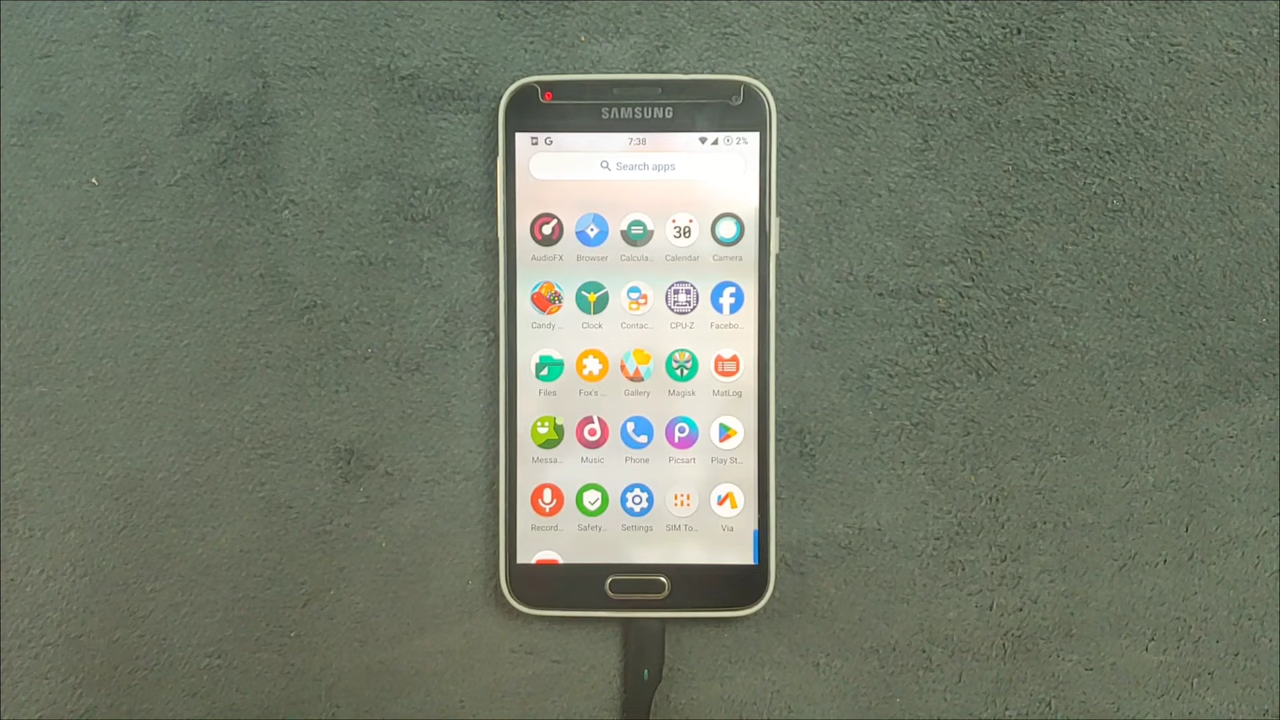 SAMSUNG
7:38 2%
Search apps
AudioFX Browser Calcula... Calendar Camera
Candy ... Clock Contac... CPU-Z Facebo...
Files Fox's ... Gallery Magisk MatLog
Messa... Music Phone Picsart Play St...
Record... Safety... Settings SIM To... Via